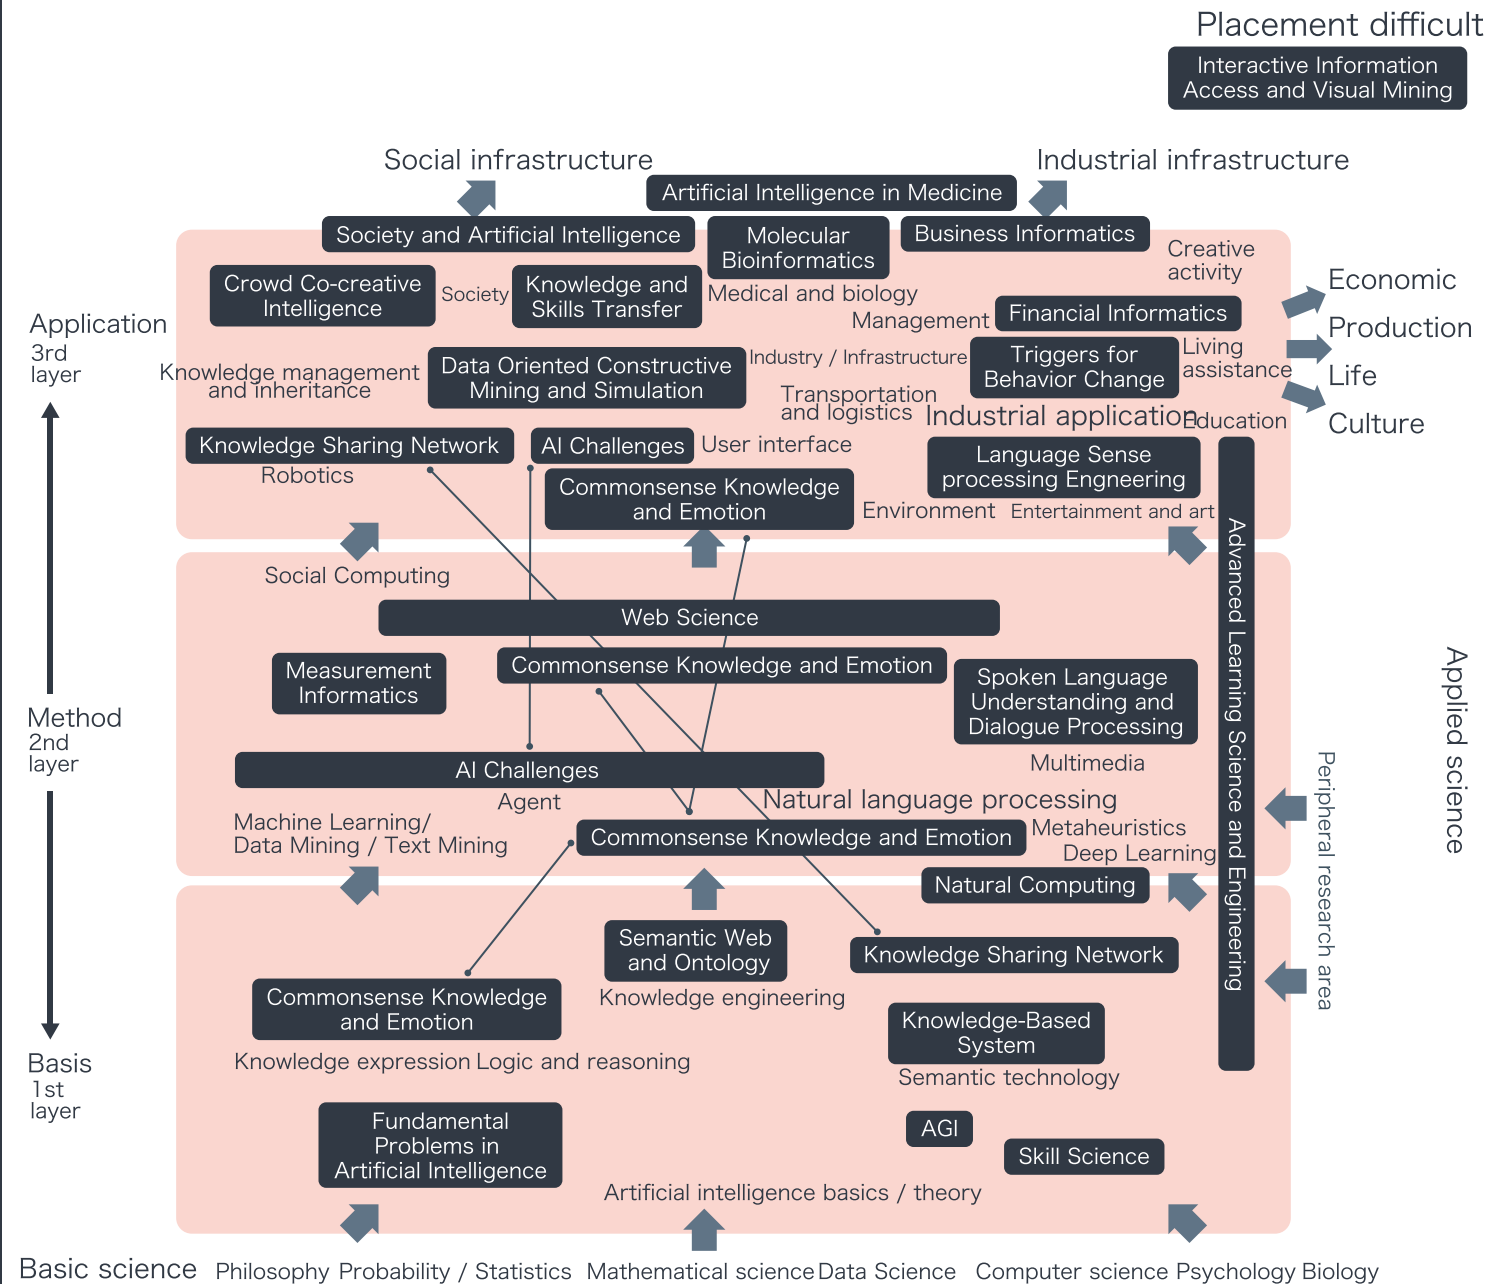 Placement difficult
Interactive Information
Access and Visual Mining
Social infrastructure
Industrial infrastructure
Artificial Intelligence in Medicine
Society and Artificial Intelligence
Molecular
Bioinformatics
Business Informatics
Creative
activity
Crowd Co-creative
Intelligence
Society
Knowledge and
Skills Transfer
Medical and biology
Management
Financial Informatics
Economic
Production
Life
Culture
Application
3rd
layer
Knowledge management
and inheritance
Data Oriented Constructive
Mining and Simulation
Industry / Infrastructure
Triggers for
Behavior Change
Living
assistance
Transportation
and logistics
Industrial application
Education
Knowledge Sharing Network
AI Challenges
User interface
Robotics
Language Sense
processing Engneering
Commonsense Knowledge
and Emotion
Environment
Entertainment and art
Advanced Learning Science and Engineering
Social Computing
Web Science
Measurement
Informatics
Commonsense Knowledge and Emotion
Spoken Language
Understanding and
Dialogue Processing
Method
2nd
layer
AI Challenges
Multimedia
Agent
Natural language processing
Machine Learning/
Data Mining / Text Mining
Commonsense Knowledge and Emotion
Metaheuristics
Deep Learning
Natural Computing
Peripheral research area
Applied science
Semantic Web
and Ontology
Knowledge Sharing Network
Commonsense Knowledge
and Emotion
Knowledge engineering
Knowledge-Based
System
Knowledge expression
Logic and reasoning
Semantic technology
Basis
1st
layer
Fundamental
Problems in
Artificial Intelligence
AGI
Skill Science
Artificial intelligence basics / theory
Basic science
Philosophy
Probability / Statistics
Mathematical science
Data Science
Computer science
Psychology
Biology